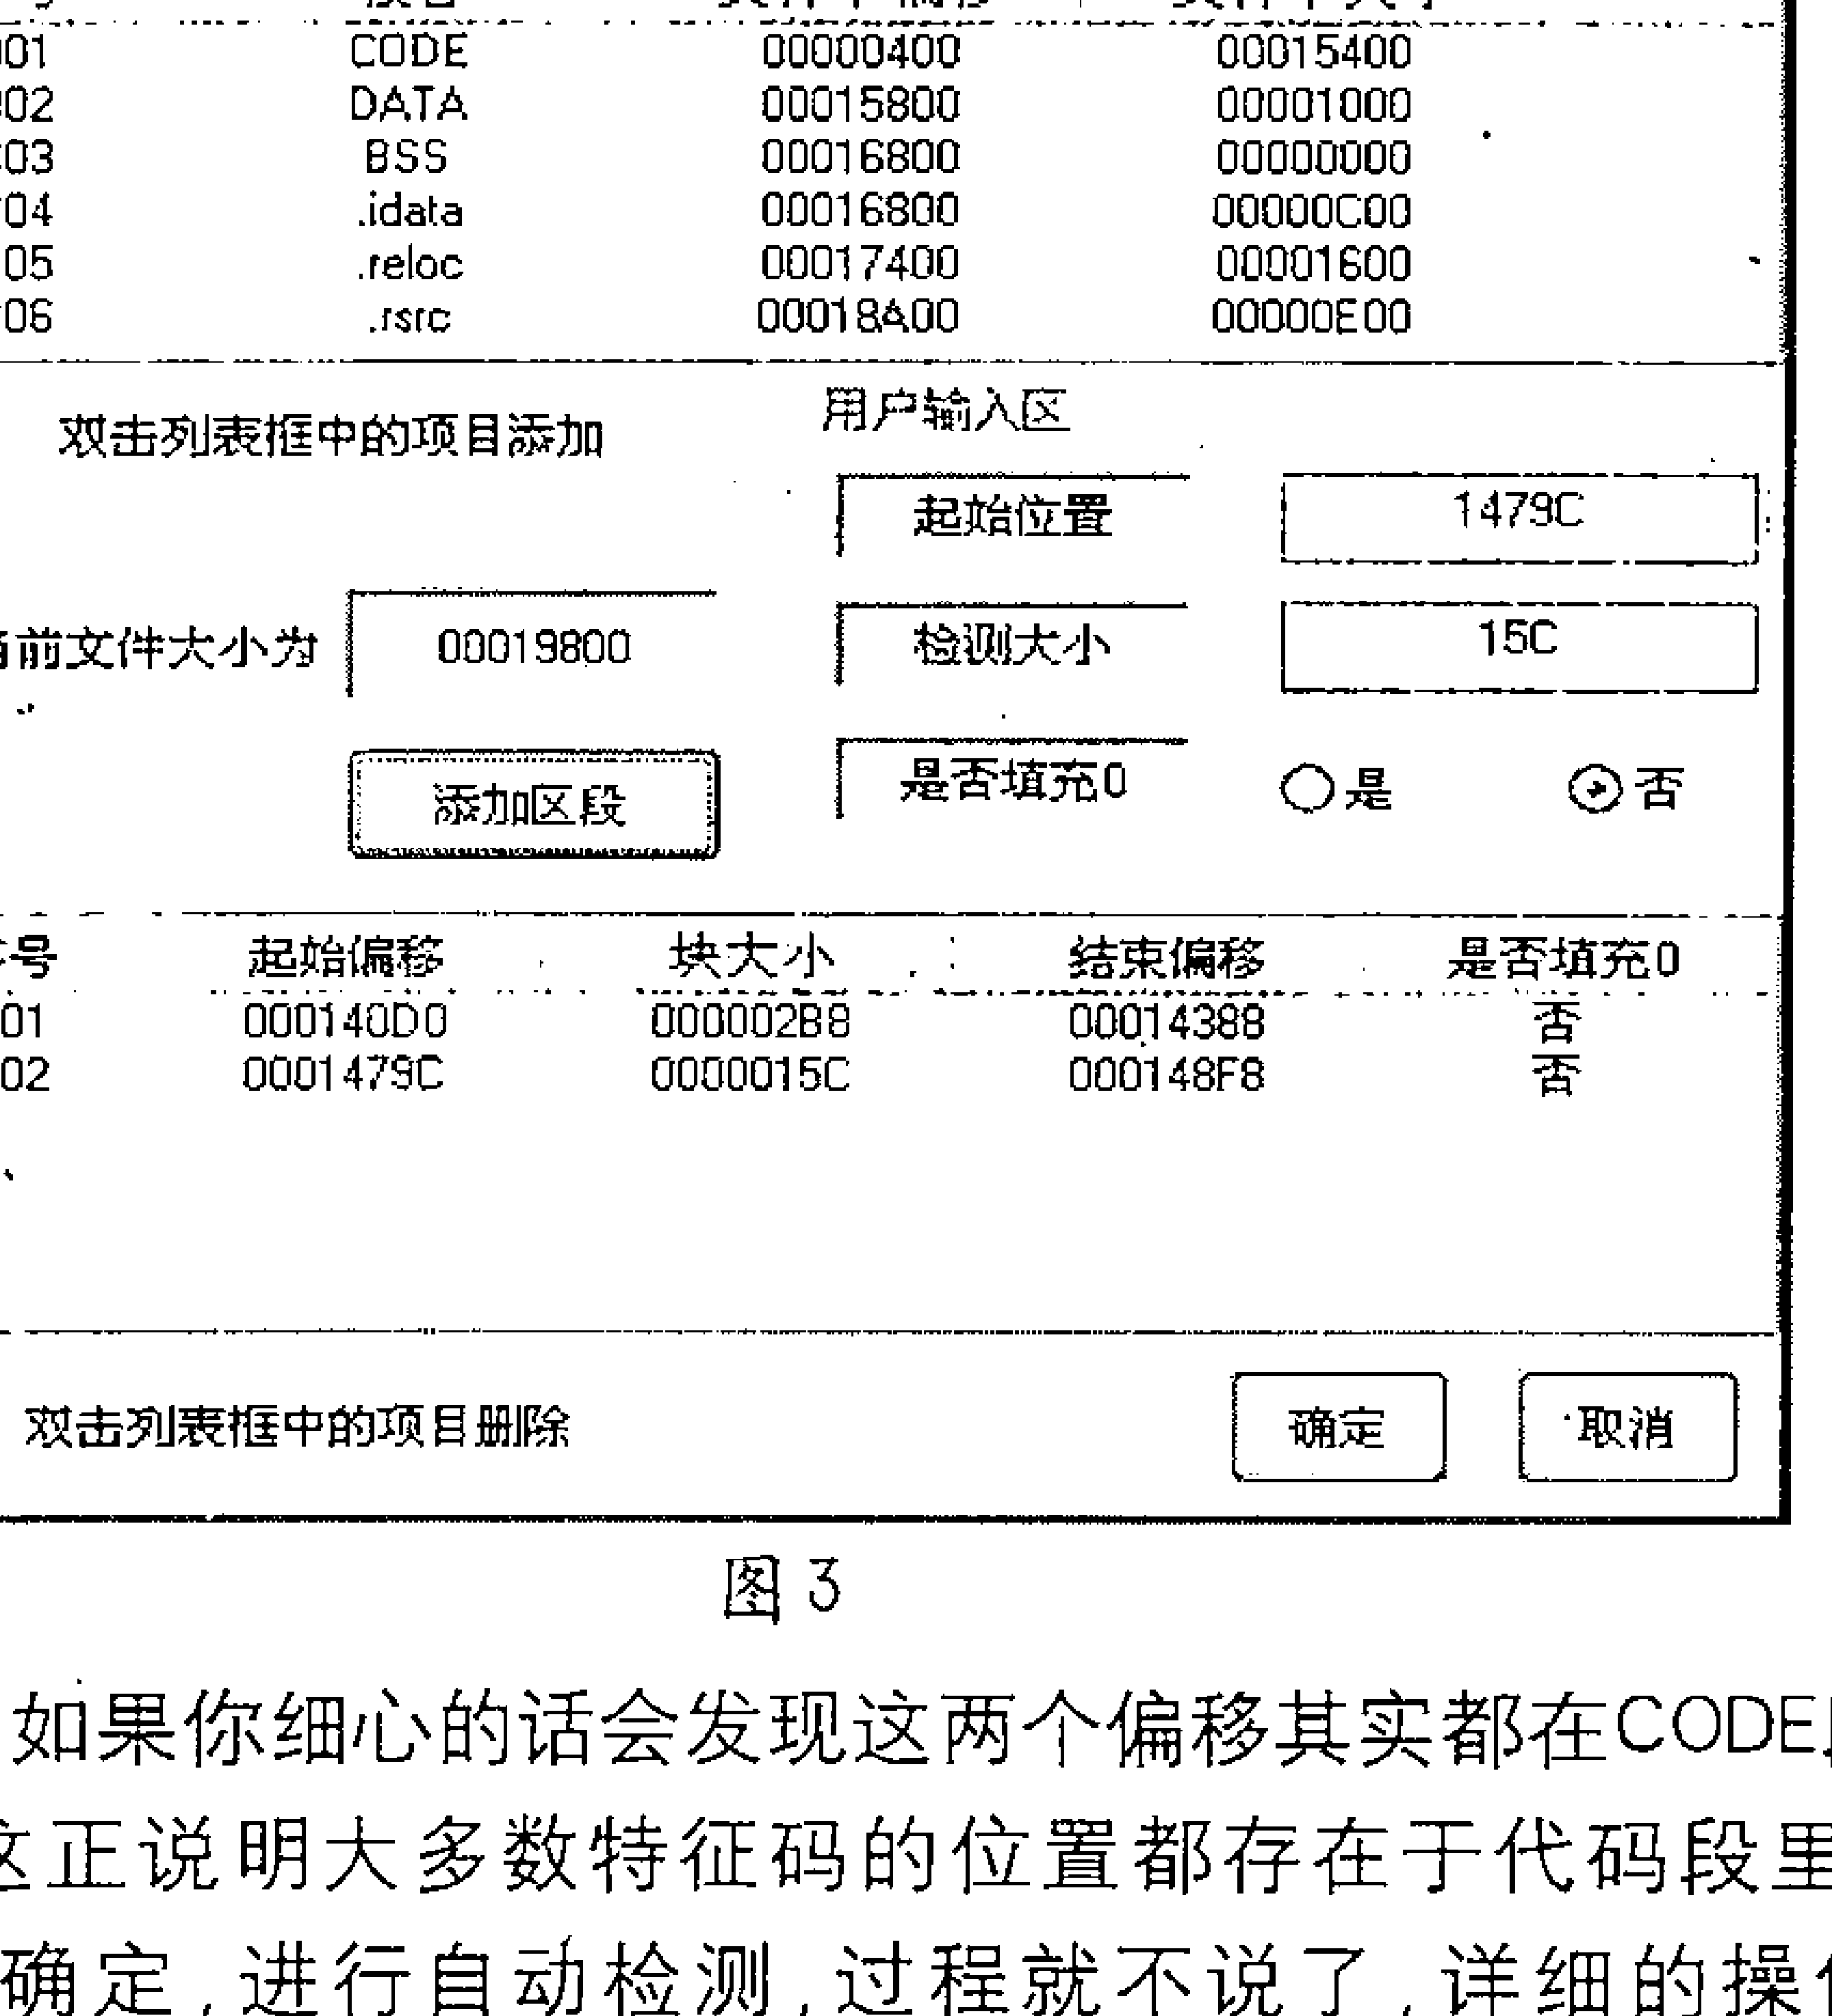 01 CODE 00000400 00015400
02 DATA 00015800 00001000
03 BSS 00016800 00000000
04 .idata 00016800 00000C00
05 .reloc 00017400 00001600
06 .rsrc 00018A00 00000E00
用户输入区
双击列表框中的项目添加
起始位置 1479C
前文件大小为 00019800 检测大小 15C
添加区段 是否填充0 是 否
号 起始偏移 块大小 结束偏移 是否填充0
01 000140D0 000002B8 00014388 否
02 0001479C 0000015C 000148F8 否
双击列表框中的项目删除 确定 取消
图 3
如果你细心的话会发现这两个偏移其实都在CODE
这正说明大多数特征码的位置都存在于代码段里
确定,进行自动检测,过程就不说了,详细的操作